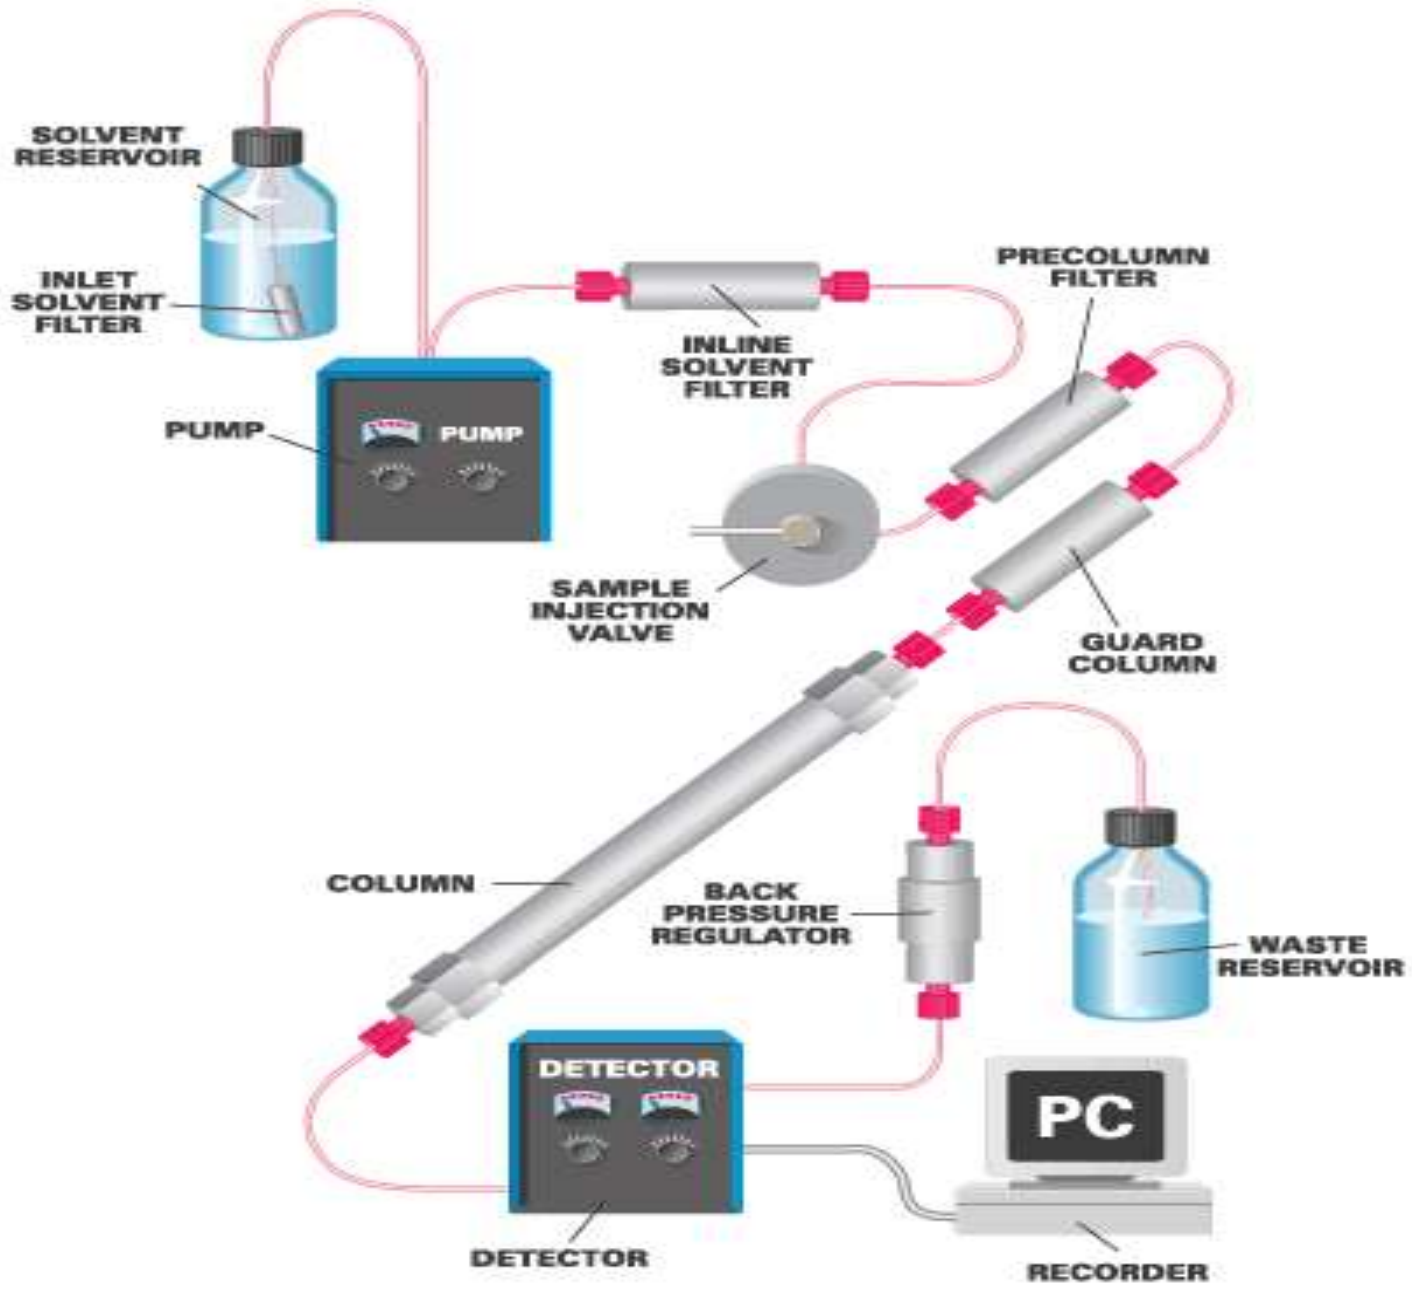 SOLVENT
RESERVOIR
INLET
SOLVENT
FILTER
PUMP
PUMP
INLINE
SOLVENT
FILTER
PRECOLUMN
FILTER
SAMPLE
INJECTION
VALVE
GUARD
COLUMN
COLUMN
BACK
PRESSURE
REGULATOR
WASTE
RESERVOIR
DETECTOR
PC
DETECTOR
RECORDER